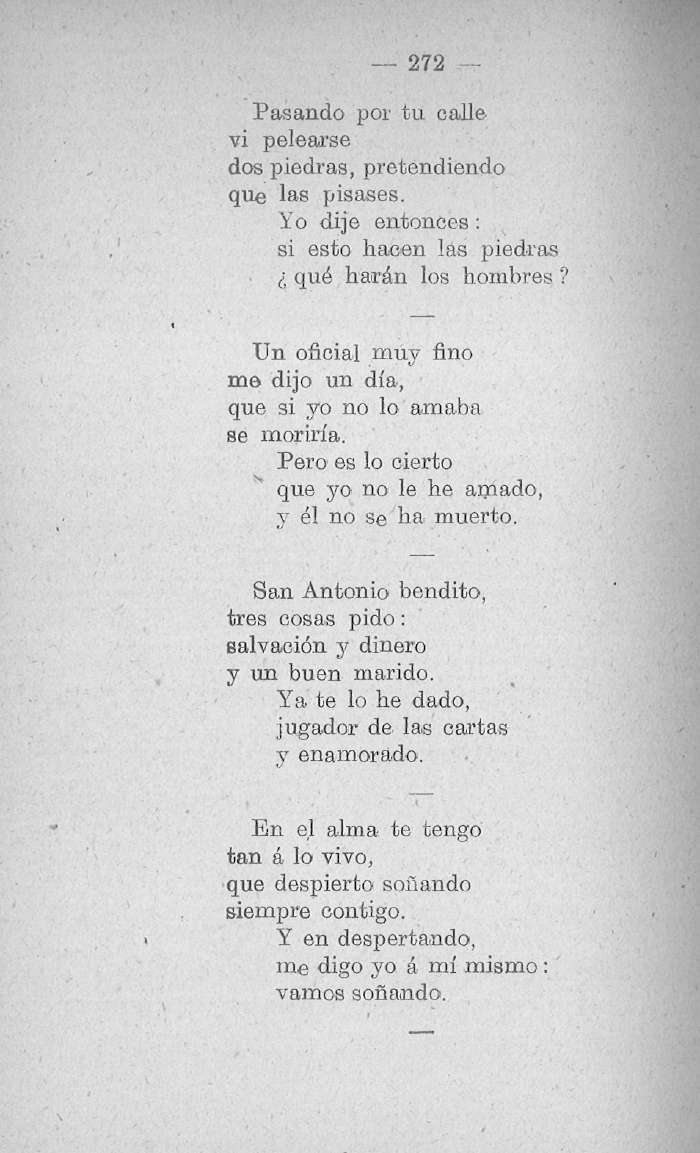 — 272 —
Pasando por tu calle
vi pelearse
dos piedras, pretendiendo
que las pisases.
Yo dije entonces :
si esto hacen las piedras
¿ qué harán los hombres ?
—
Un oficial muy fino
me dijo un día,
que si yo no lo amaba
se moriría.
Pero es lo cierto
que yo no le he amado,
y él no se ha muerto.
—
San Antonio bendito,
tres cosas pido :
salvación y dinero
y un buen marido.
Ya te lo he dado,
jugador de las cartas
y enamorado.
—
En el alma te tengo
tan á lo vivo,
que despierto soñando
siempre contigo.
Y en despertando,
me digo yo á mí mismo :
vamos soñando.
—